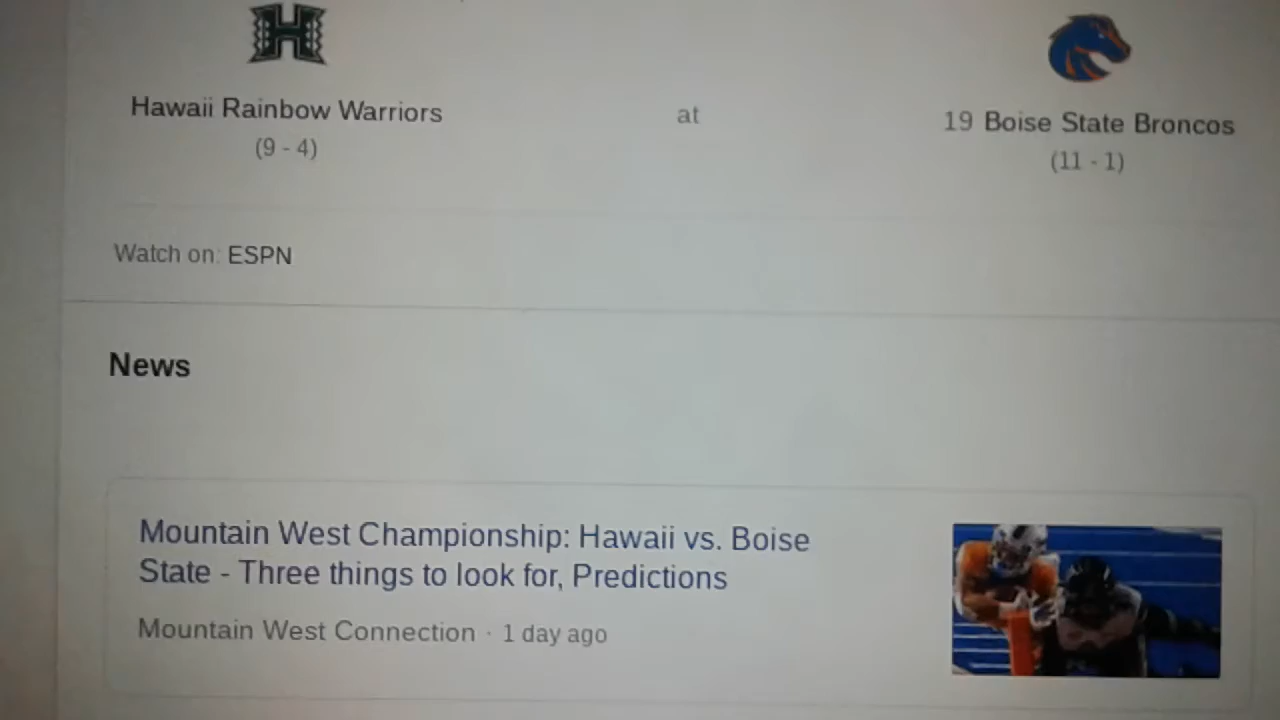 H
Hawaii Rainbow Warriors
at
19 Boise State Broncos
(9 - 4)
(11 - 1)
Watch on: ESPN
News
Mountain West Championship: Hawaii vs. Boise
State - Three things to look for, Predictions
Mountain West Connection · 1 day ago